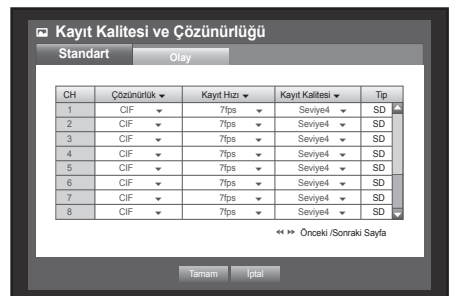 Kayıt Kalitesi ve Çözünürlüğü
Standart Olay
CH Çözünürlük Kayıt Hızı Kayıt Kalitesi Tip
1 CIF 7fps Seviye4 SD
2 CIF 7fps Seviye4 SD
3 CIF 7fps Seviye4 SD
4 CIF 7fps Seviye4 SD
5 CIF 7fps Seviye4 SD
6 CIF 7fps Seviye4 SD
7 CIF 7fps Seviye4 SD
8 CIF 7fps Seviye4 SD
Önceki /Sonraki Sayfa
Tamam İptal